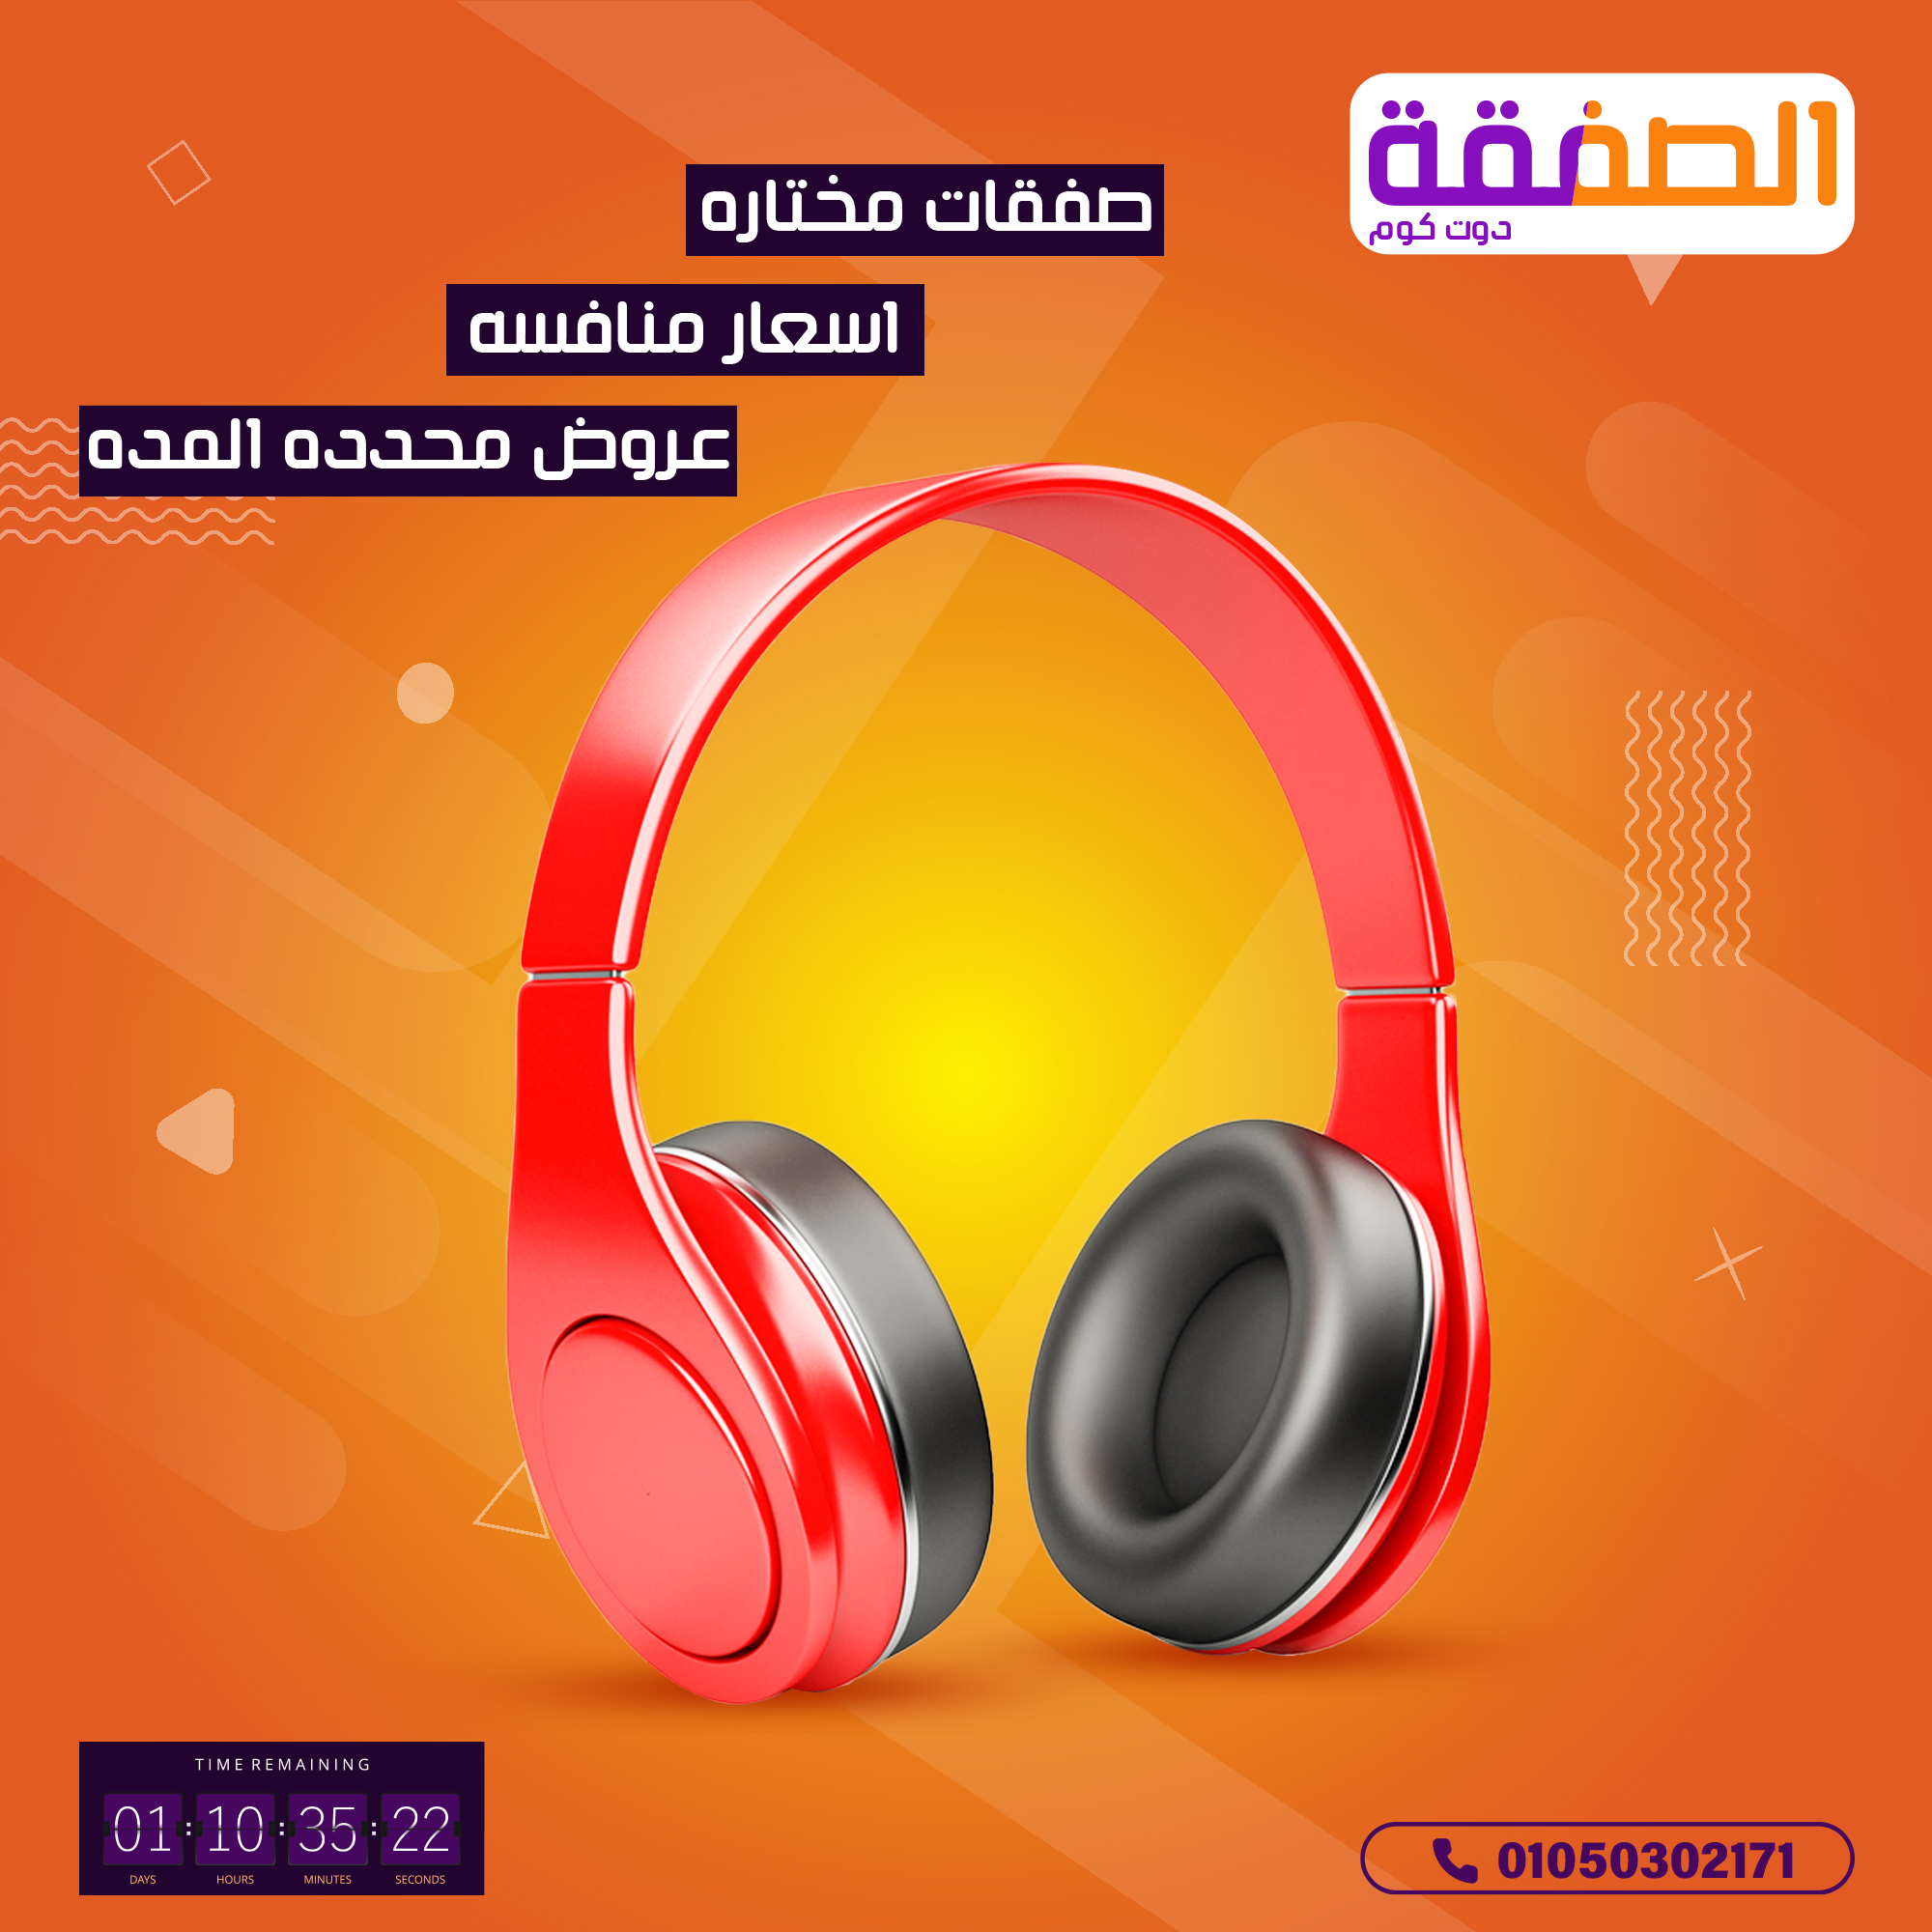 الصفقة
دوت كوم
صفقات مختاره
اسعار منافسه
عروض محدده المده
TIME REMAINING
01 : 10 : 35 : 22
DAYS HOURS MINUTES SECONDS
01050302171